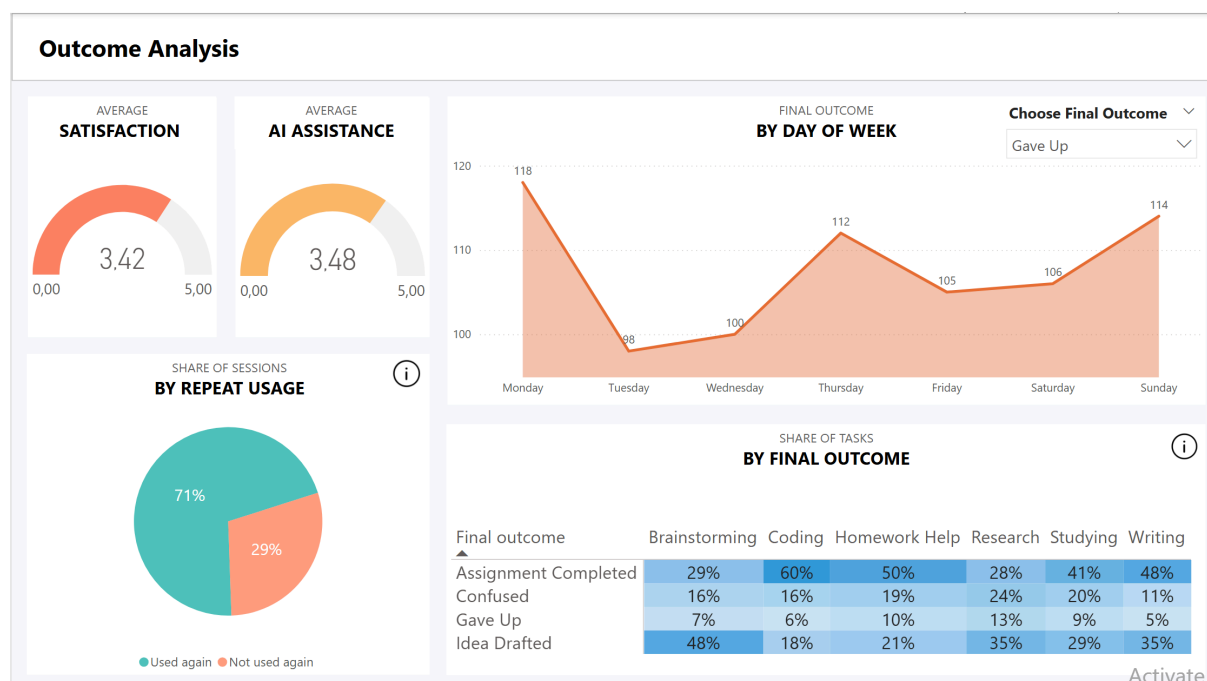 Outcome Analysis
AVERAGE
SATISFACTION
3,42
0,00 5,00
AVERAGE
AI ASSISTANCE
3,48
0,00 5,00
FINAL OUTCOME
BY DAY OF WEEK
Choose Final Outcome
Gave Up
120
110
100
118
98
100
112
105
106
114
Monday Tuesday Wednesday Thursday Friday Saturday Sunday
SHARE OF SESSIONS
BY REPEAT USAGE
i
71%
29%
Used again Not used again
SHARE OF TASKS
BY FINAL OUTCOME
i
Final outcome Brainstorming Coding Homework Help Research Studying Writing
Assignment Completed 29% 60% 50% 28% 41% 48%
Confused 16% 16% 19% 24% 20% 11%
Gave Up 7% 6% 10% 13% 9% 5%
Idea Drafted 48% 18% 21% 35% 29% 35%
Activate